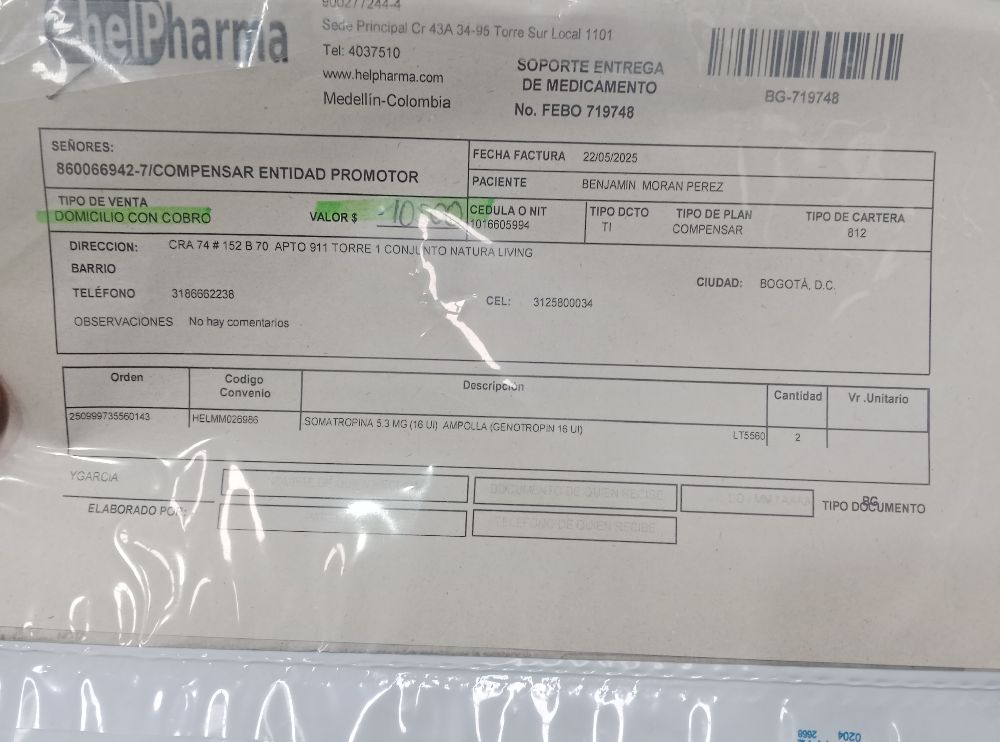 helPharma
900277244-4
Sede Principal Cr 43A 34-95 Torre Sur Local 1101
Tel: 4037510
www.helpharma.com
Medellín-Colombia
SOPORTE ENTREGA
DE MEDICAMENTO
No. FEBO 719748
BG-719748
SEÑORES:
860066942-7/COMPENSAR ENTIDAD PROMOTOR
FECHA FACTURA 22/05/2025
PACIENTE BENJAMIN MORAN PEREZ
TIPO DE VENTA
DOMICILIO CON COBRO VALOR $
CEDULA O NIT
1016605994
TIPO DCTO
TI
TIPO DE PLAN
COMPENSAR
TIPO DE CARTERA
812
DIRECCION: CRA 74 # 152 B 70 APTO 911 TORRE 1 CONJUNTO NATURA LIVING
BARRIO
CIUDAD: BOGOTÁ, D.C.
TELÉFONO 3186662238
CEL: 3125800034
OBSERVACIONES No hay comentarios
Orden Codigo Convenio Descripción Cantidad Vr.Unitario
250999735560143 HELMM026986 SOMATROPINA 5.3 MG (16 UI) AMPOLLA (GENOTROPIN 16 UI) LT5560 2
YGARCIA
DOCUMENTO DE QUIEN RECIBE
BG
TIPO DOCUMENTO
ELABORADO POR:
TELEFONO DE QUIEN RECIBE
0204
2668